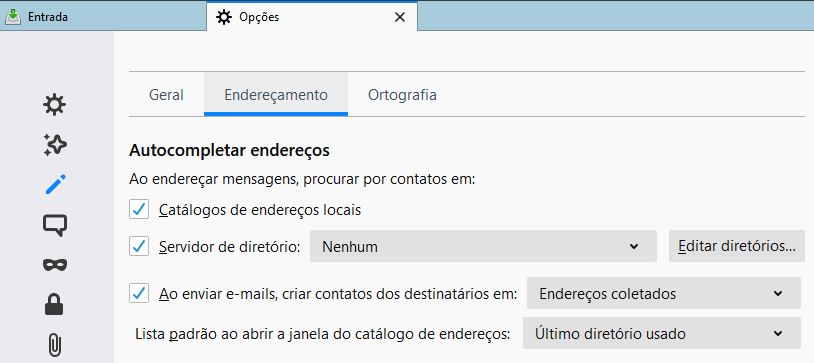 Entrada
Opções
Geral
Endereçamento
Ortografia
Autocompletar endereços
Ao endereçar mensagens, procurar por contatos em:
Catálogos de endereços locais
Servidor de diretório: Nenhum Editar diretórios...
Ao enviar e-mails, criar contatos dos destinatários em: Endereços coletados
Lista padrão ao abrir a janela do catálogo de endereços: Último diretório usado